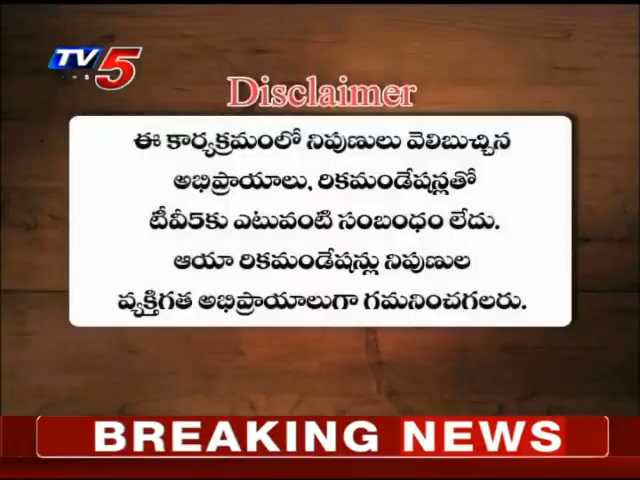 TV5
NEWS
Disclaimer
ఈ కార్యక్రమంలో నిపుణులు వెలిబుచ్చిన
అభిప్రాయాలు, రికమండేషన్లతో
టీవీ5కు ఎటువంటి సంబంధం లేదు.
ఆయా రికమండేషన్లు నిపుణుల
వ్యక్తిగత అభిప్రాయాలుగా గమనించగలరు.
BREAKING NEWS